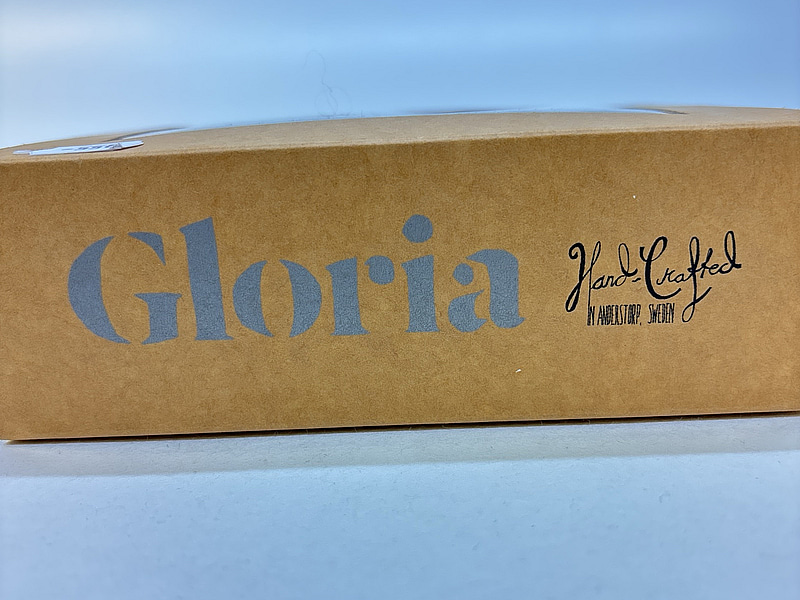 Gloria
Hand-Crafted
IN ANDERSTORP, SWEDEN